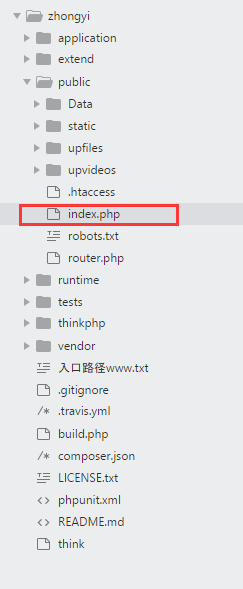 zhongyi
application
extend
public
Data
static
upfiles
upvideos
.htaccess
index.php
robots.txt
router.php
runtime
tests
thinkphp
vendor
入口路径www.txt
.gitignore
.travis.yml
build.php
composer.json
LICENSE.txt
phpunit.xml
README.md
think